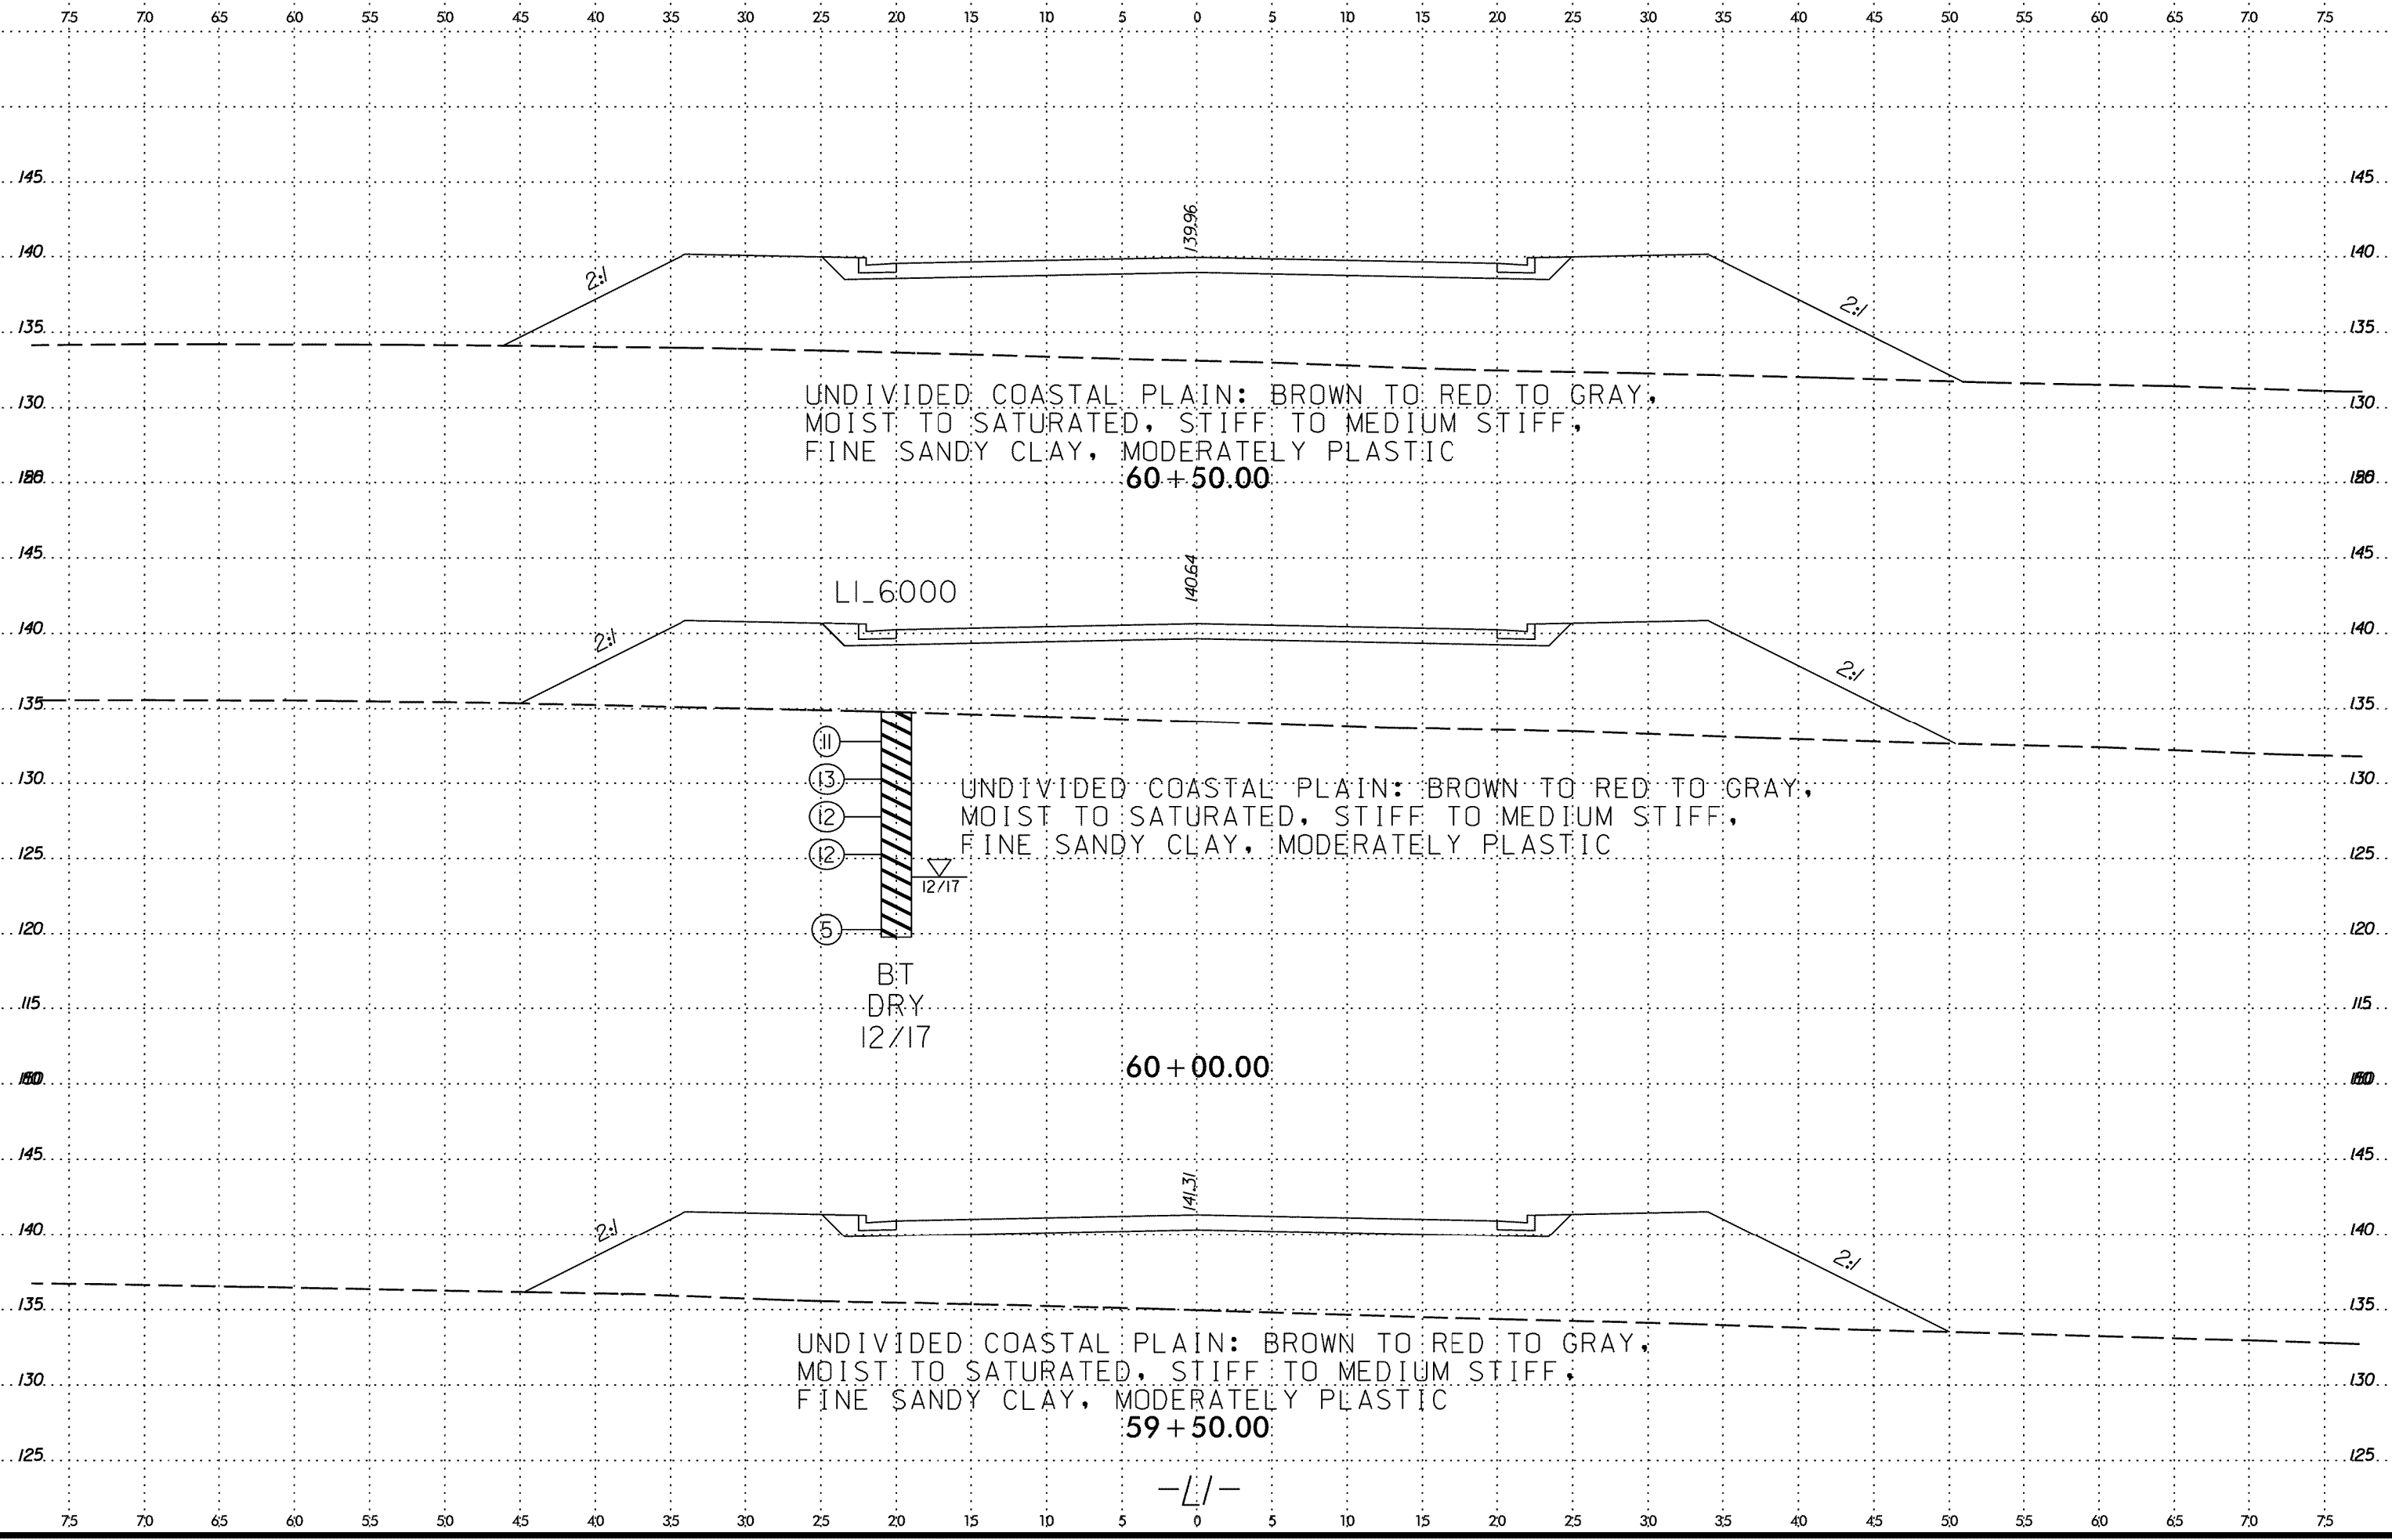 75 70 65 60 55 50 45 40 35 30 25 20 15 10 5 0 5 10 15 20 25 30 35 40 45 50 55 60 65 70 75
145 145
139.96
140 140
2:1 2:1
135 135
UNDIVIDED COASTAL PLAIN: BROWN TO RED TO GRAY,
130 130
MOIST TO SATURATED, STIFF TO MEDIUM STIFF,
FINE SANDY CLAY, MODERATELY PLASTIC
60+50.00
145 145
140.64
L1_6000
140 140
2:1 2:1
135 135
11
13
130 130
UNDIVIDED COASTAL PLAIN: BROWN TO RED TO GRAY,
12
MOIST TO SATURATED, STIFF TO MEDIUM STIFF,
FINE SANDY CLAY, MODERATELY PLASTIC
12
125 125
12/17
5
120 120
BT
DRY
115 115
12/17
60+00.00
145 145
141.31
140 140
2:1 2:1
135 135
UNDIVIDED COASTAL PLAIN: BROWN TO RED TO GRAY,
MOIST TO SATURATED, STIFF TO MEDIUM STIFF,
130 130
FINE SANDY CLAY, MODERATELY PLASTIC
59+50.00
125 125
-L1-
75 70 65 60 55 50 45 40 35 30 25 20 15 10 5 0 5 10 15 20 25 30 35 40 45 50 55 60 65 70 75